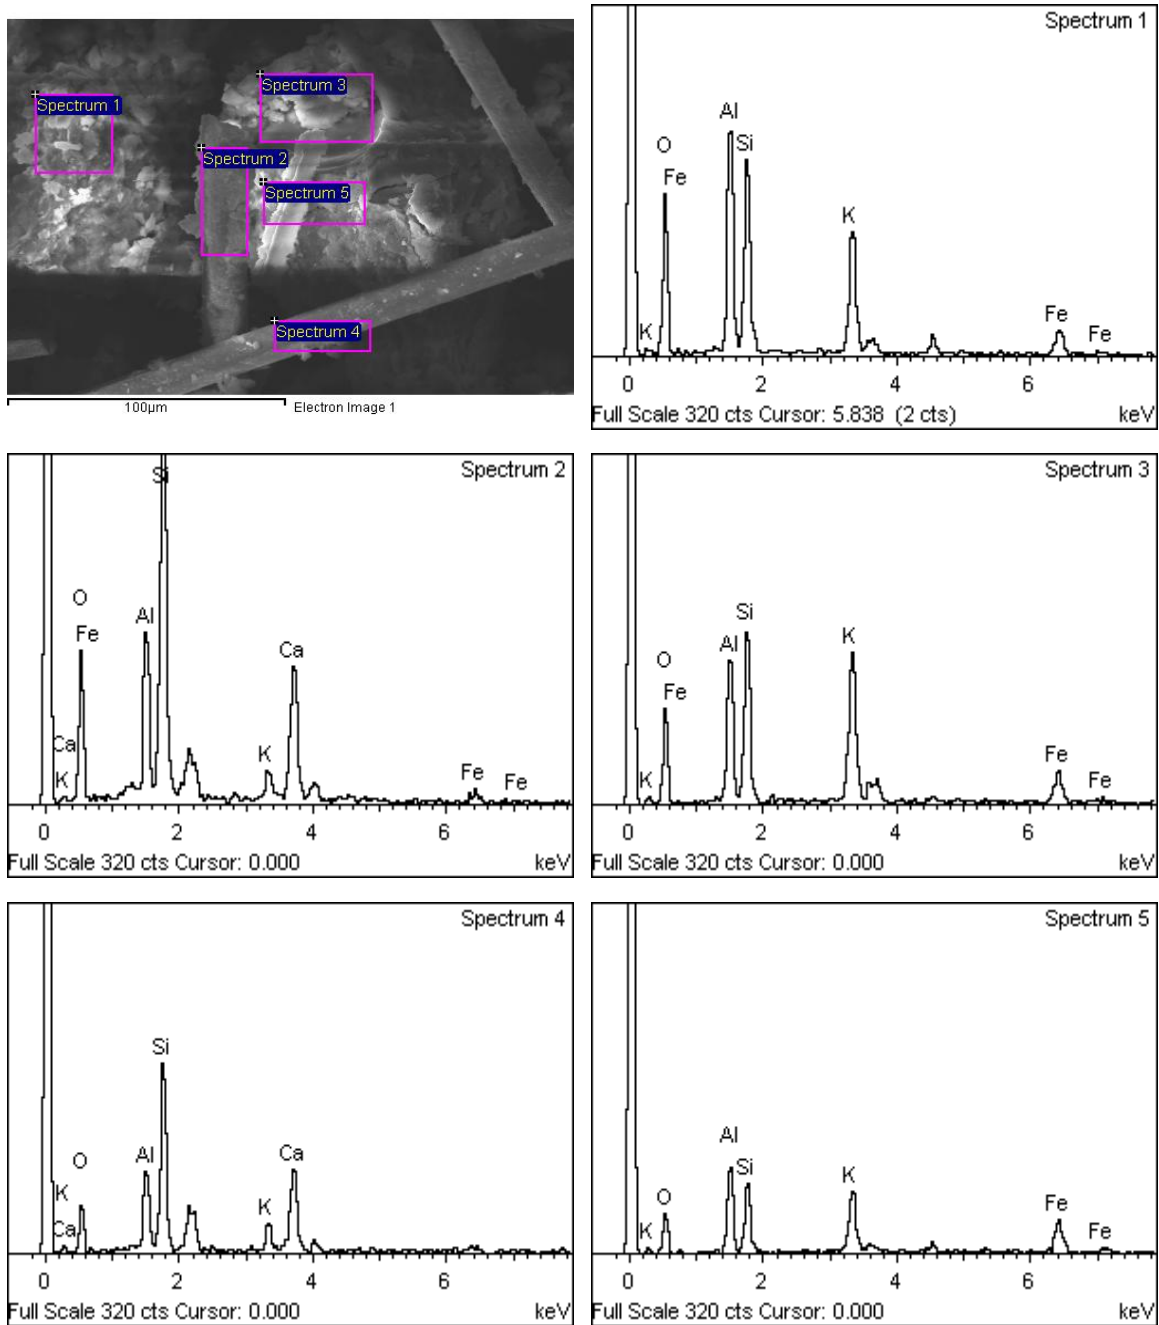 Spectrum 1
Spectrum 3
Spectrum 2
Spectrum 5
Spectrum 4
100µm
Electron Image 1
Spectrum 1
Al
O
Si
Fe
K
K
Fe
Fe
0 2 4 6
Full Scale 320 cts Cursor: 5.838 (2 cts) keV
Spectrum 2
Si
O
Al
Fe
Ca
Ca
K
K
Fe
Fe
0 2 4 6
Full Scale 320 cts Cursor: 0.000 keV
Spectrum 3
Si
K
Al
O
Fe
K
Fe
Fe
0 2 4 6
Full Scale 320 cts Cursor: 0.000 keV
Spectrum 4
Si
Al
Ca
O
K
K
Ca
0 2 4 6
Full Scale 320 cts Cursor: 0.000 keV
Spectrum 5
Al
Si
K
O
Fe
K
Fe
0 2 4 6
Full Scale 320 cts Cursor: 0.000 keV